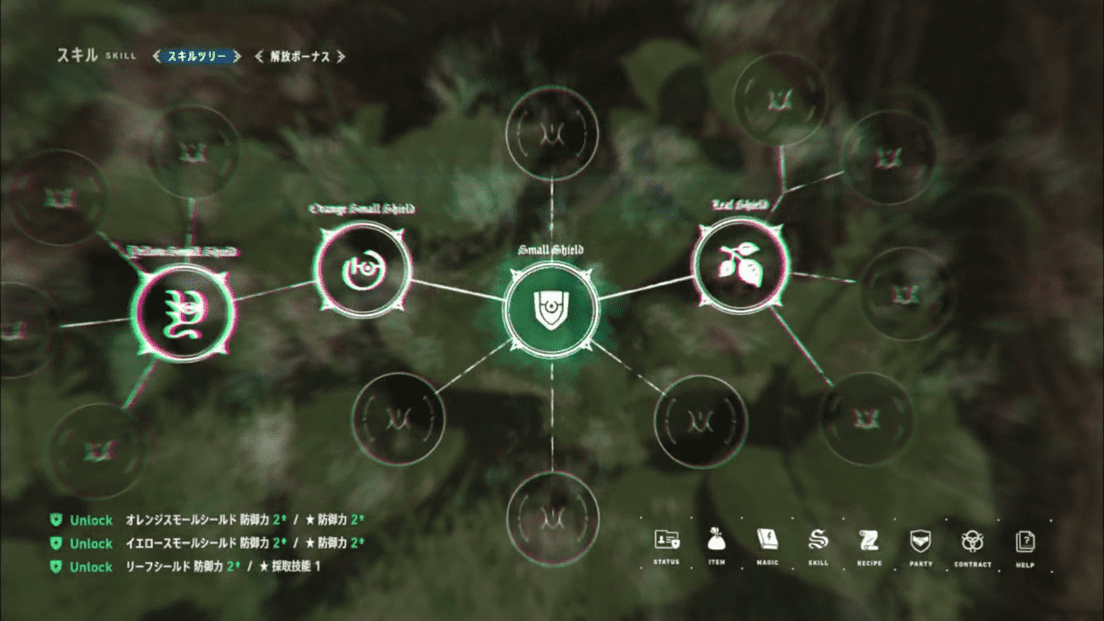 スキル SKILL スキルツリー 解放ボーナス
Leaf Shield
Orange Small Shield
Small Shield
Yellow Small Shield
Unlock オレンジスモールシールド 防御力 2↑ / ★ 防御力 2↑
Unlock イエロースモールシールド 防御力 2↑ / ★ 防御力 2↑
Unlock リーフシールド 防御力 2↑ / ★ 採取技能 1
STATUS ITEM MAGIC SKILL RECIPE PARTY CONTRACT HELP